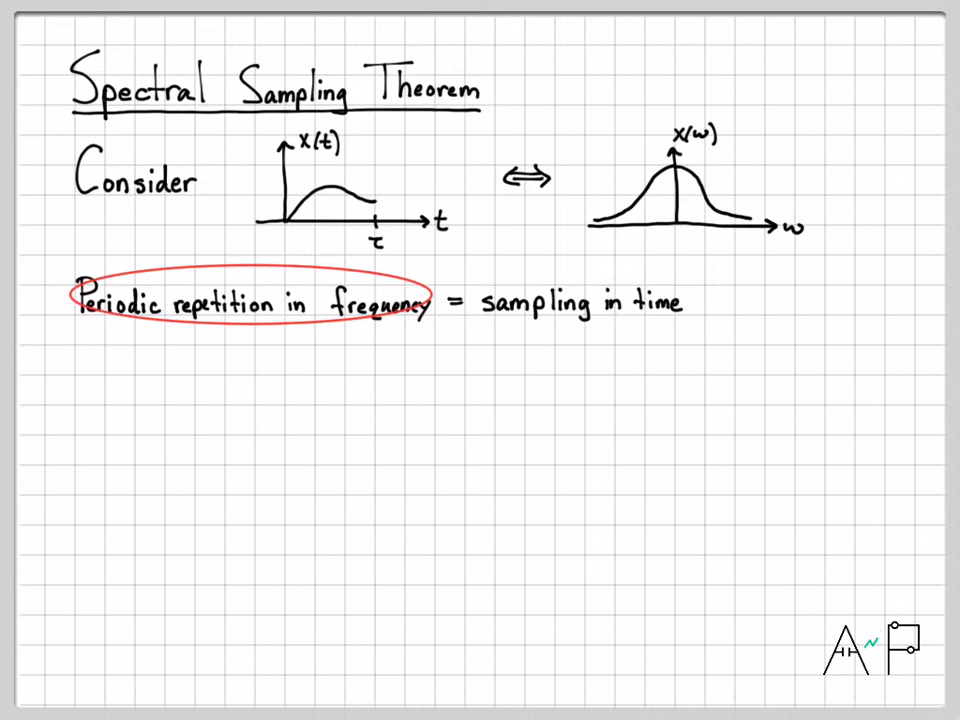 Spectral Sampling Theorem
x(t)
X(ω)
Consider
⟺
t
ω
τ
Periodic repetition in frequency = sampling in time
A P